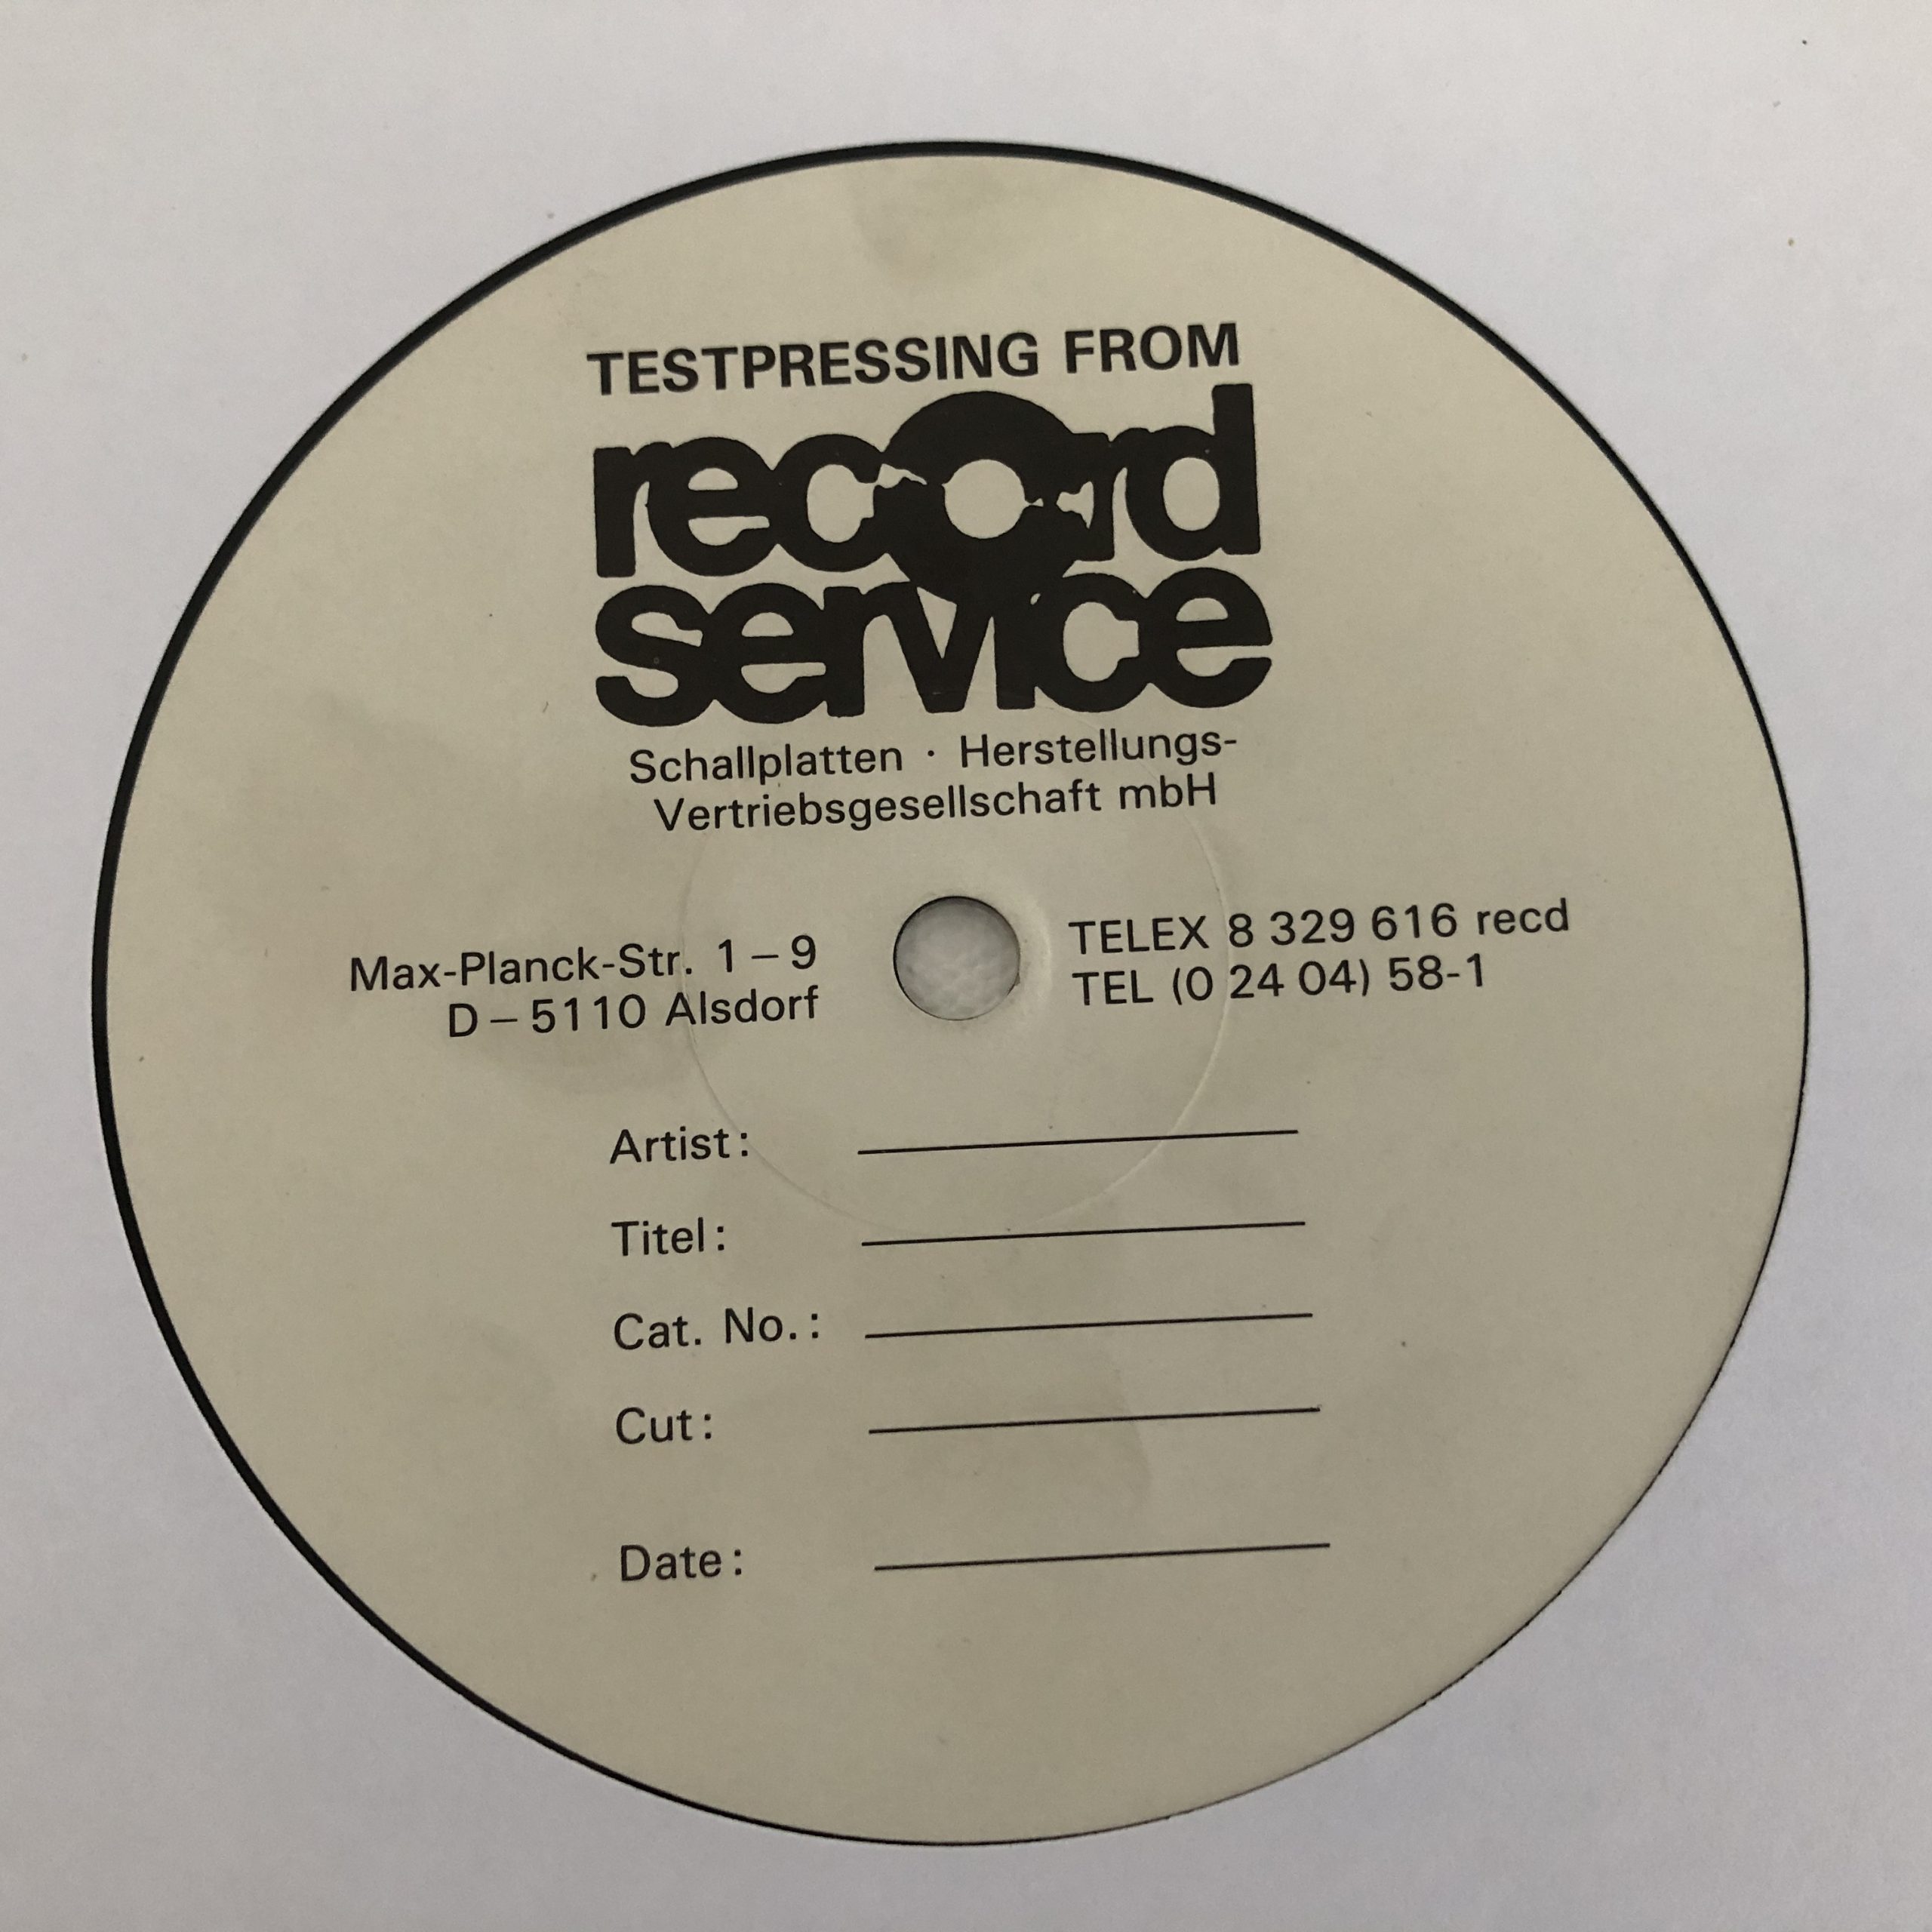 TESTPRESSING FROM
record
service
Schallplatten · Herstellungs-
Vertriebsgesellschaft mbH
Max-Planck-Str. 1 – 9
D – 5110 Alsdorf
TELEX 8 329 616 recd
TEL (0 24 04) 58-1
Artist:
Titel:
Cat. No.:
Cut:
Date: